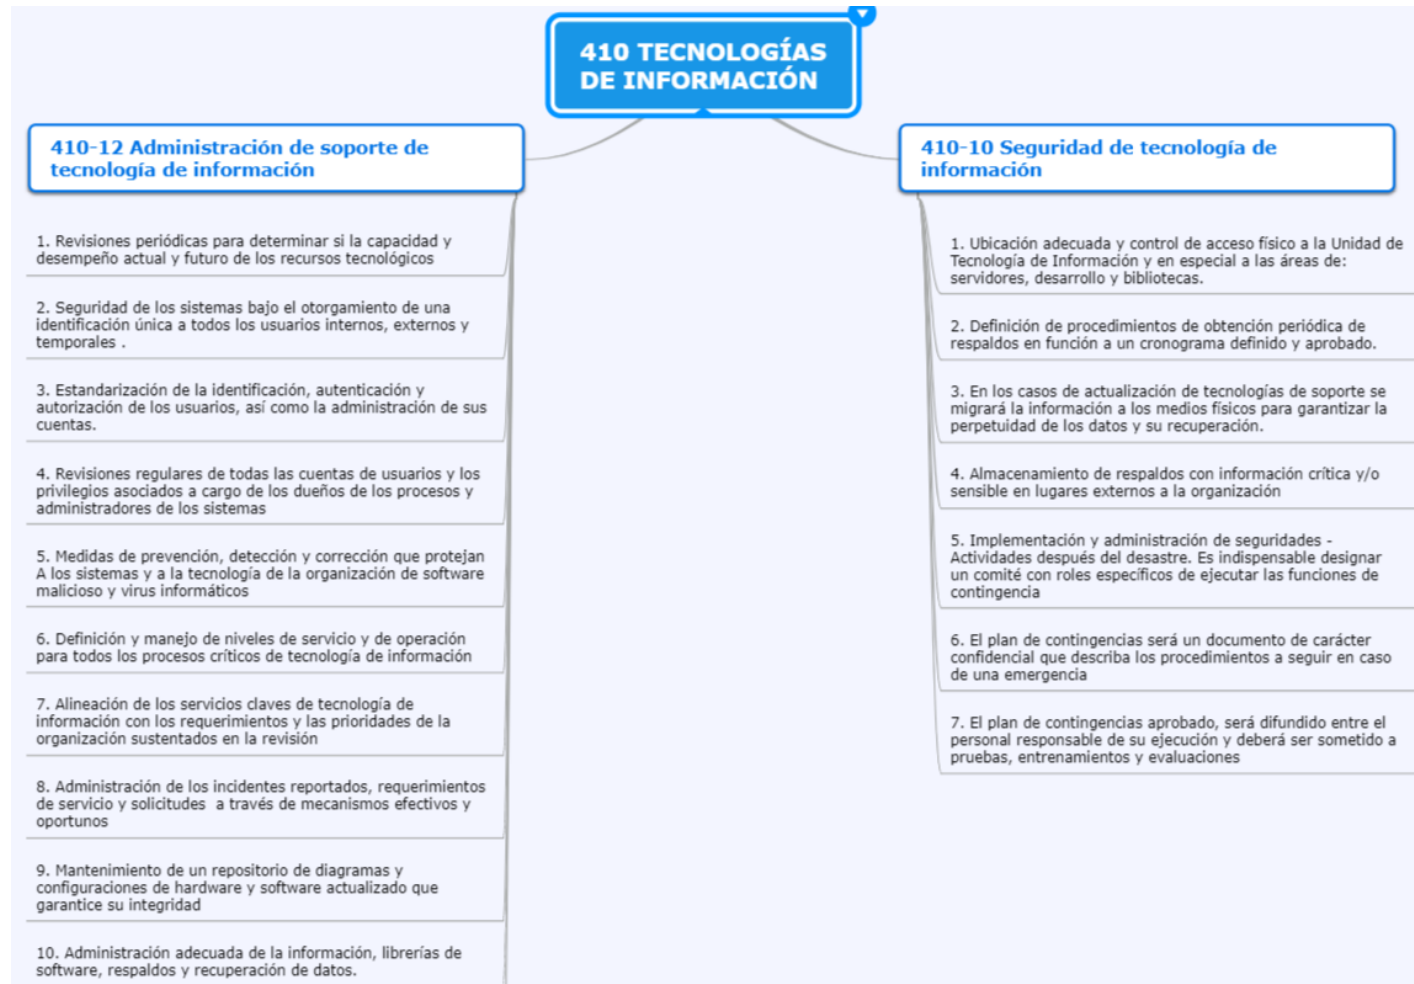 410 TECNOLOGÍAS
DE INFORMACIÓN
410-12 Administración de soporte de
tecnología de información
1. Revisiones periódicas para determinar si la capacidad y
desempeño actual y futuro de los recursos tecnológicos
2. Seguridad de los sistemas bajo el otorgamiento de una
identificación única a todos los usuarios internos, externos y
temporales .
3. Estandarización de la identificación, autenticación y
autorización de los usuarios, así como la administración de sus
cuentas.
4. Revisiones regulares de todas las cuentas de usuarios y los
privilegios asociados a cargo de los dueños de los procesos y
administradores de los sistemas
5. Medidas de prevención, detección y corrección que protejan
A los sistemas y a la tecnología de la organización de software
malicioso y virus informáticos
6. Definición y manejo de niveles de servicio y de operación
para todos los procesos críticos de tecnología de información
7. Alineación de los servicios claves de tecnología de
información con los requerimientos y las prioridades de la
organización sustentados en la revisión
8. Administración de los incidentes reportados, requerimientos
de servicio y solicitudes  a través de mecanismos efectivos y
oportunos
9. Mantenimiento de un repositorio de diagramas y
configuraciones de hardware y software actualizado que
garantice su integridad
10. Administración adecuada de la información, librerías de
software, respaldos y recuperación de datos.
410-10 Seguridad de tecnología de
información
1. Ubicación adecuada y control de acceso físico a la Unidad de
Tecnología de Información y en especial a las áreas de:
servidores, desarrollo y bibliotecas.
2. Definición de procedimientos de obtención periódica de
respaldos en función a un cronograma definido y aprobado.
3. En los casos de actualización de tecnologías de soporte se
migrará la información a los medios físicos para garantizar la
perpetuidad de los datos y su recuperación.
4. Almacenamiento de respaldos con información crítica y/o
sensible en lugares externos a la organización
5. Implementación y administración de seguridades -
Actividades después del desastre. Es indispensable designar
un comité con roles específicos de ejecutar las funciones de
contingencia
6. El plan de contingencias será un documento de carácter
confidencial que describa los procedimientos a seguir en caso
de una emergencia
7. El plan de contingencias aprobado, será difundido entre el
personal responsable de su ejecución y deberá ser sometido a
pruebas, entrenamientos y evaluaciones